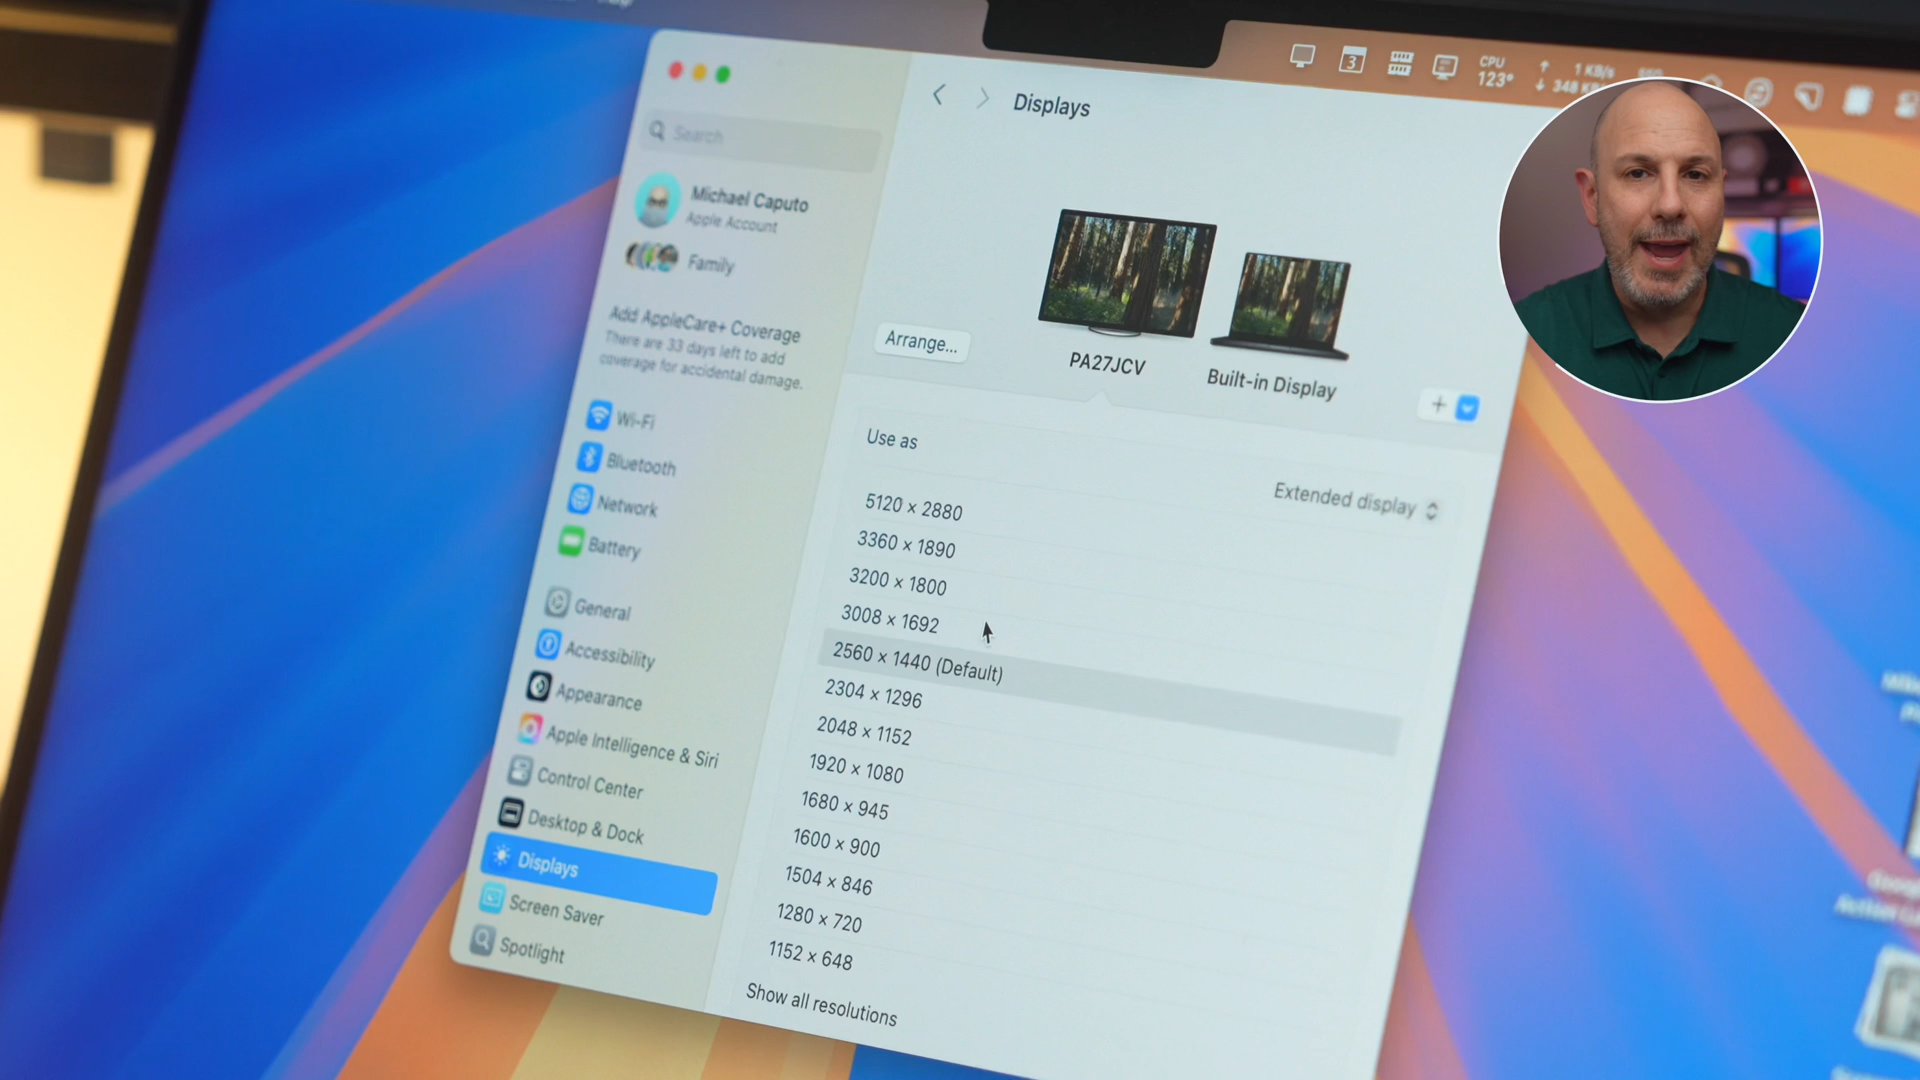 3
CPU
123°
1 KB/s
348 K
Displays
Search
Michael Caputo
Apple Account
Family
Add AppleCare+ Coverage
There are 33 days left to add
coverage for accidental damage.
Wi-Fi
Bluetooth
Network
Battery
General
Accessibility
Appearance
Apple Intelligence & Siri
Control Center
Desktop & Dock
Displays
Screen Saver
Spotlight
Arrange...
PA27JCV
Built-in Display
+
Use as
Extended display
5120 × 2880
3360 × 1890
3200 × 1800
3008 × 1692
2560 × 1440 (Default)
2304 × 1296
2048 × 1152
1920 × 1080
1680 × 945
1600 × 900
1504 × 846
1280 × 720
1152 × 648
Show all resolutions